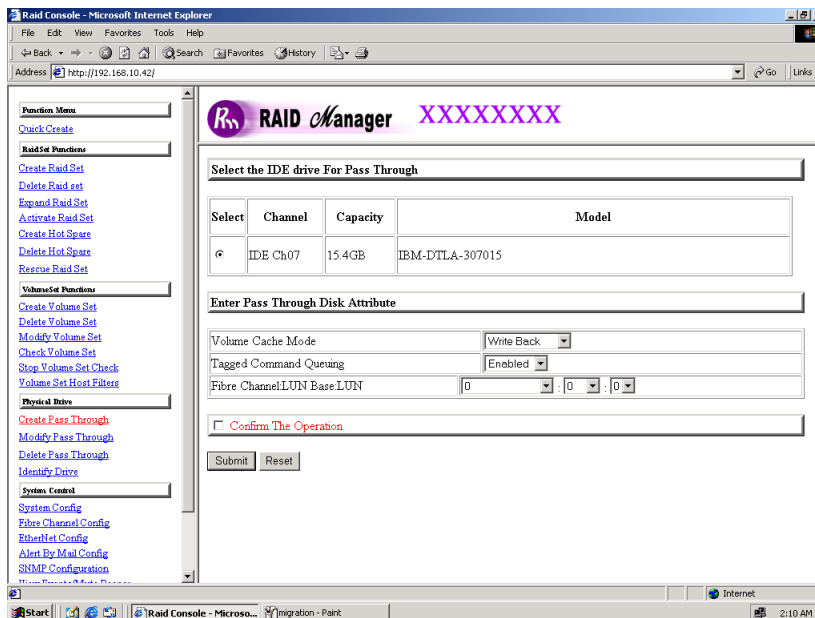 Raid Console - Microsoft Internet Explorer
File Edit View Favorites Tools Help
Back Search Favorites History
Address http://192.168.10.42/ Go Links
Function Menu
Quick Create
RaidSet Functions
Create Raid Set
Delete Raid set
Expand Raid Set
Activate Raid Set
Create Hot Spare
Delete Hot Spare
Rescue Raid Set
VolumeSet Functions
Create Volume Set
Delete Volume Set
Modify Volume Set
Check Volume Set
Stop Volume Set Check
Volume Set Host Filters
Physical Drive
Create Pass Through
Modify Pass Through
Delete Pass Through
Identify Drive
System Control
System Config
Fibre Channel Config
EtherNet Config
Alert By Mail Config
SNMP Configuration
RM RAID Manager XXXXXXXX
Select the IDE drive For Pass Through
Select Channel Capacity Model
IDE Ch07 15.4GB IBM-DTLA-307015
Enter Pass Through Disk Attribute
Volume Cache Mode Write Back
Tagged Command Queuing Enabled
Fibre Channel:LUN Base:LUN 0 : 0 : 0
Confirm The Operation
Submit Reset
Internet
Start Raid Console - Microso... migration - Paint 2:10 AM